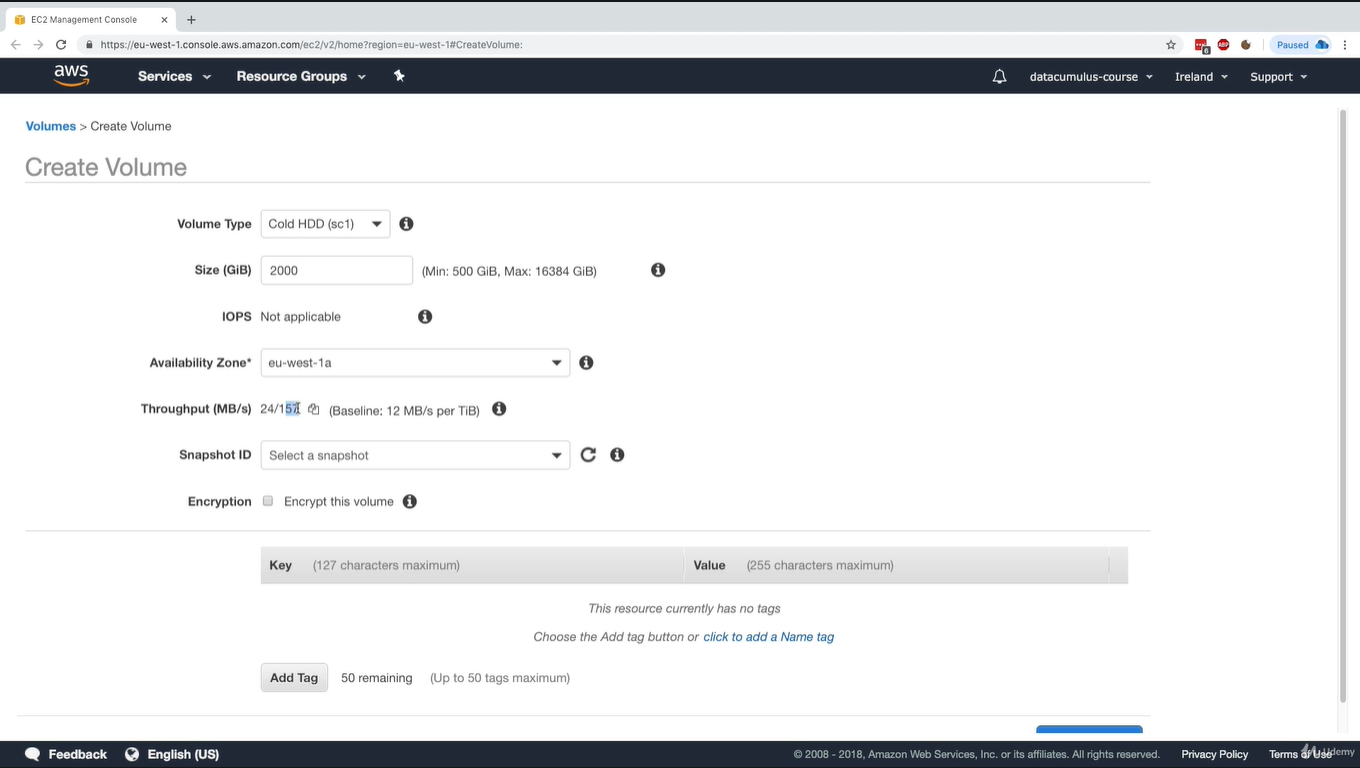 EC2 Management Console
https://eu-west-1.console.aws.amazon.com/ec2/v2/home?region=eu-west-1#CreateVolume:
6
ABP
Paused
aws Services Resource Groups datacumulus-course Ireland Support
Volumes > Create Volume
Create Volume
Volume Type Cold HDD (sc1)
Size (GiB) 2000 (Min: 500 GiB, Max: 16384 GiB)
IOPS Not applicable
Availability Zone* eu-west-1a
Throughput (MB/s) 24/157 (Baseline: 12 MB/s per TiB)
Snapshot ID Select a snapshot
Encryption Encrypt this volume
Key (127 characters maximum) Value (255 characters maximum)
This resource currently has no tags
Choose the Add tag button or click to add a Name tag
Add Tag 50 remaining (Up to 50 tags maximum)
Feedback English (US) © 2008 - 2018, Amazon Web Services, Inc. or its affiliates. All rights reserved. Privacy Policy Terms of Use
Udemy